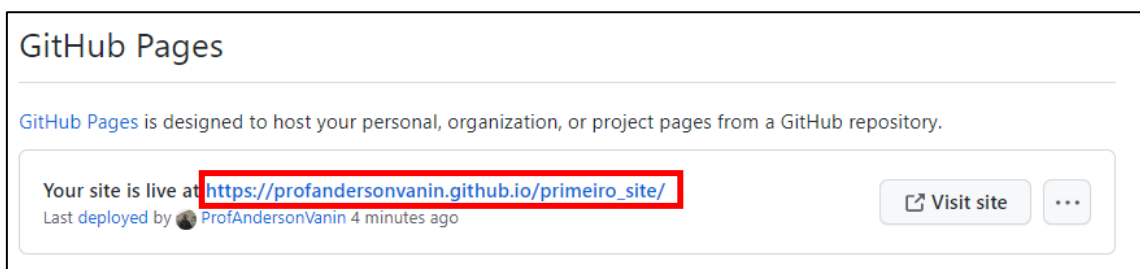 GitHub Pages
GitHub Pages is designed to host your personal, organization, or project pages from a GitHub repository.
Your site is live at https://profandersonvanin.github.io/primeiro_site/
Last deployed by ProfAndersonVanin 4 minutes ago
Visit site